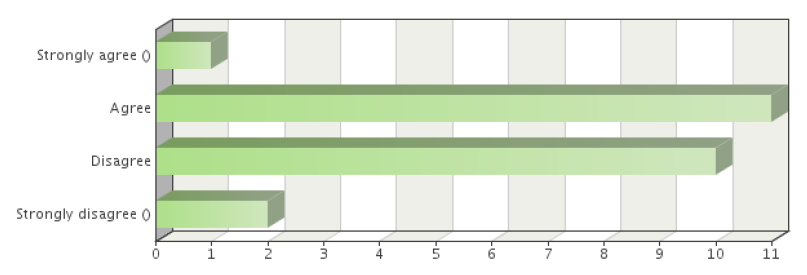 Strongly agree ()
Agree
Disagree
Strongly disagree ()
0 1 2 3 4 5 6 7 8 9 10 11